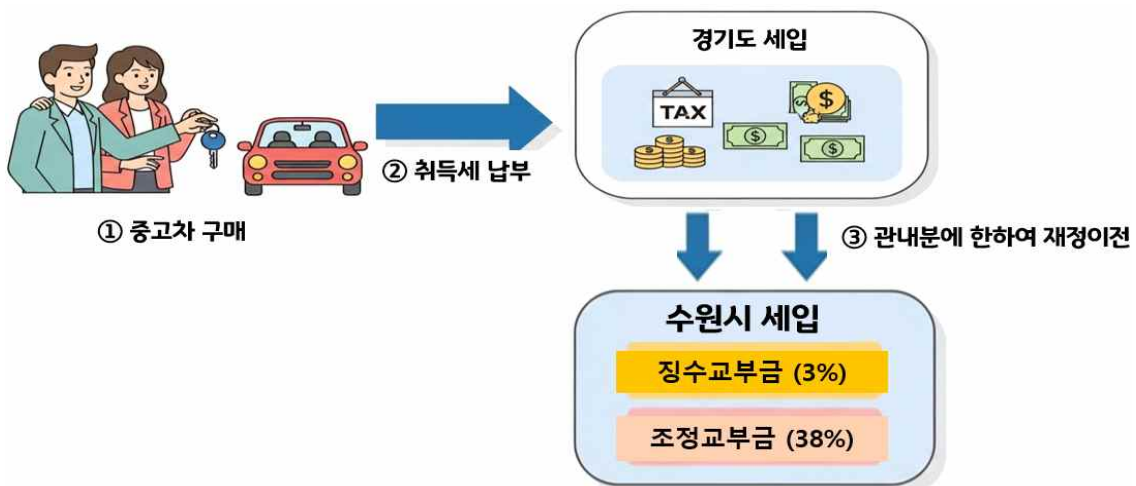 경기도 세입
TAX
② 취득세 납부
① 중고차 구매
③ 관내분에 한하여 재정이전
수원시 세입
징수교부금 (3%)
조정교부금 (38%)